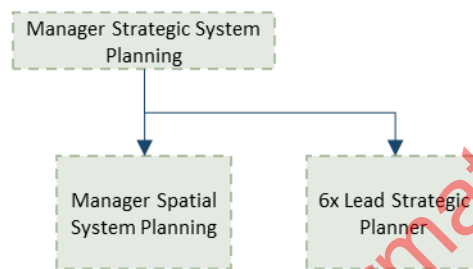 Manager Strategic System
Planning
Manager Spatial
System Planning
6x Lead Strategic
Planner